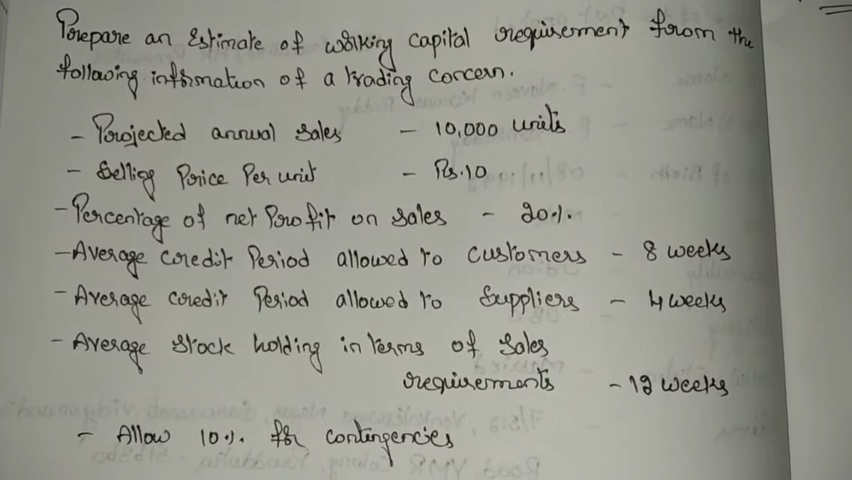 Prepare an Estimate of working capital requirement from the
following information of a trading concern.
- Projected annual sales - 10,000 units
- Selling Price Per unit - Rs.10
- Percentage of net Profit on sales - 20%.
- Average credit Period allowed to customers - 8 weeks
- Average credit Period allowed to Suppliers - 4 weeks
- Average stock holding in terms of sales
requirements - 12 weeks
- Allow 10% for contingencies